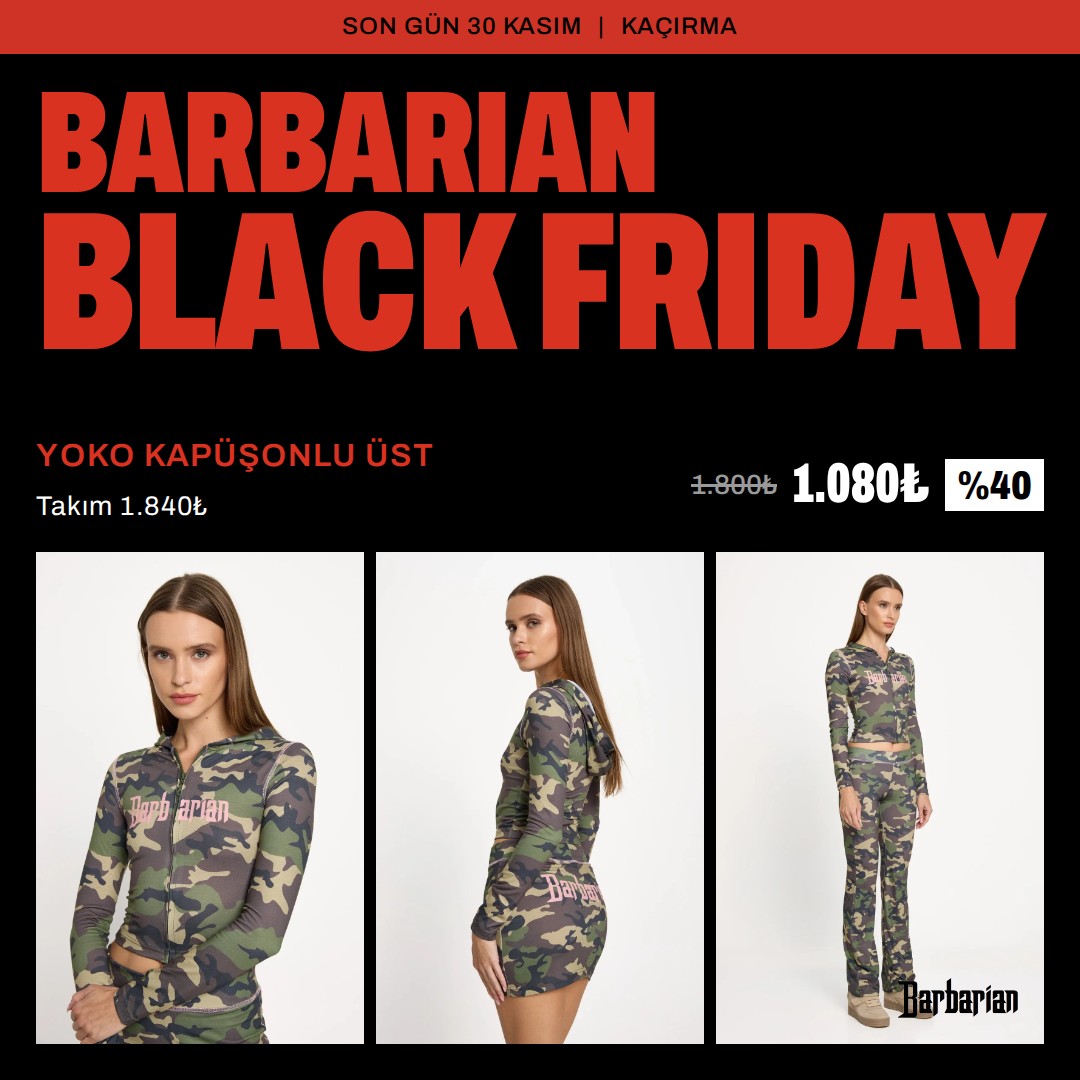 SON GÜN 30 KASIM | KAÇIRMA
BARBARIAN
BLACK FRIDAY
YOKO KAPÜŞONLU ÜST
Takım 1.840₺
1.800₺ 1.080₺ %40
Barbarian
Barbarian
Barbarian
Barbarian